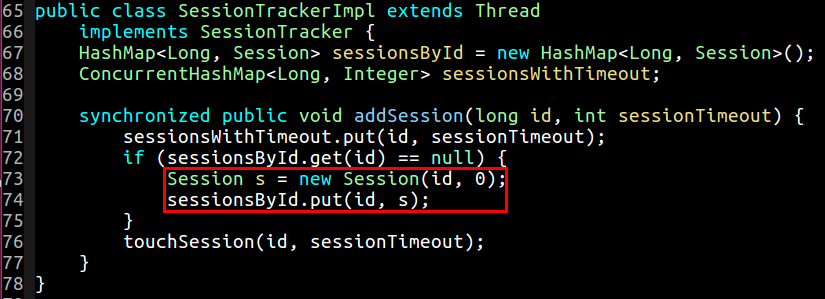 65 public class SessionTrackerImpl extends Thread
66     implements SessionTracker {
67     HashMap<Long, Session> sessionsById = new HashMap<Long, Session>();
68     ConcurrentHashMap<Long, Integer> sessionsWithTimeout;
69
70     synchronized public void addSession(long id, int sessionTimeout) {
71         sessionsWithTimeout.put(id, sessionTimeout);
72         if (sessionsById.get(id) == null) {
73             Session s = new Session(id, 0);
74             sessionsById.put(id, s);
75         }
76         touchSession(id, sessionTimeout);
77     }
78 }